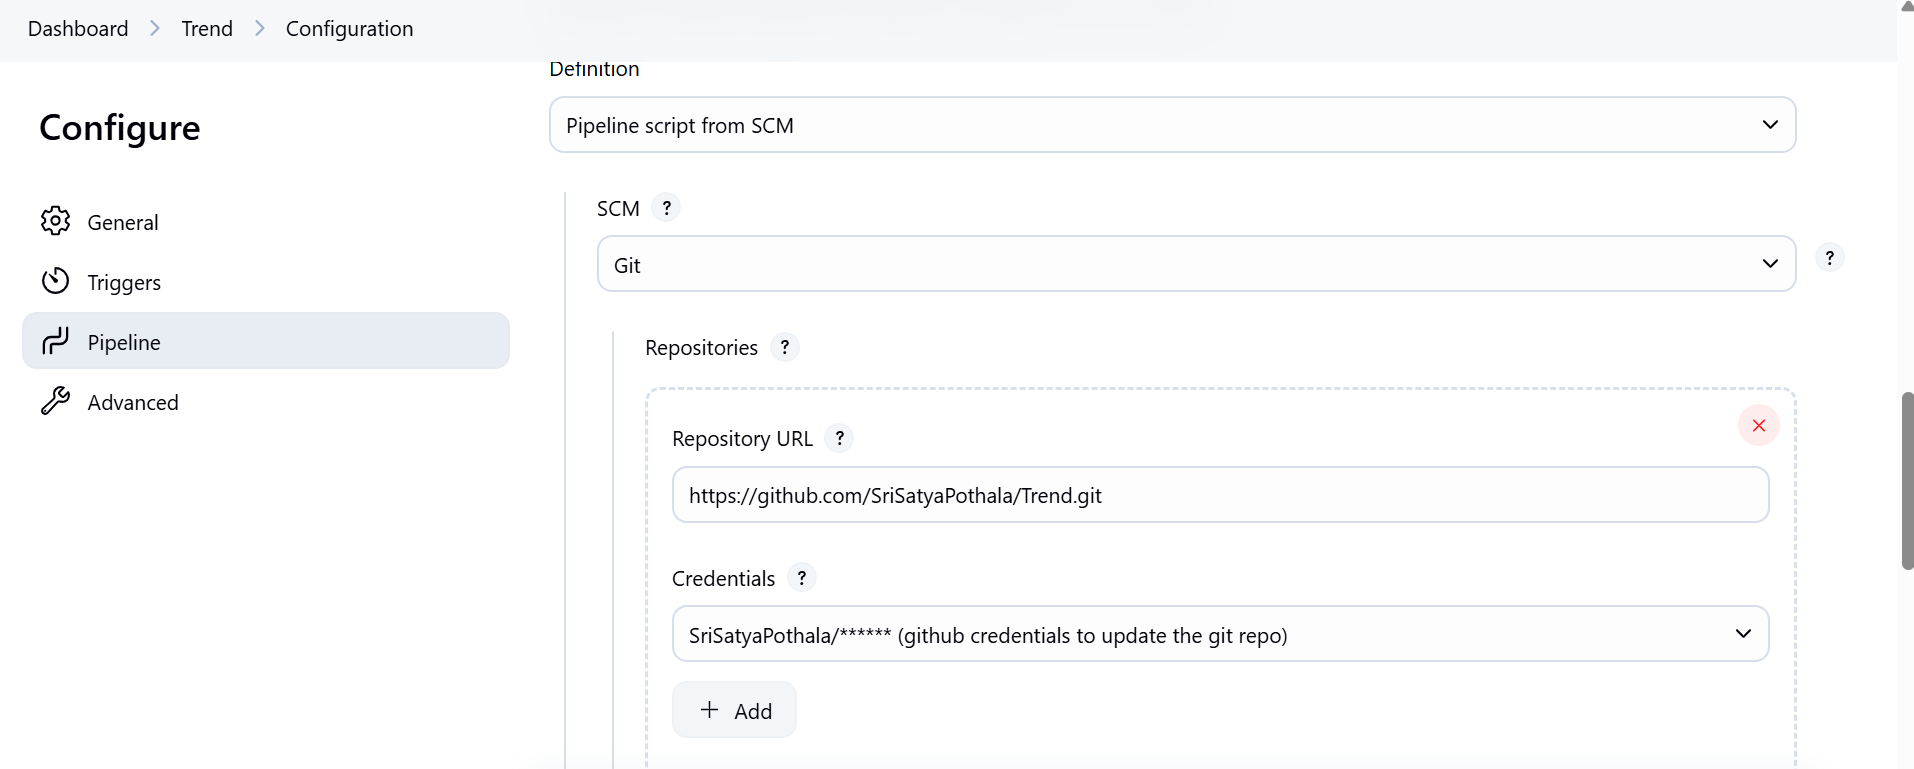 Dashboard > Trend > Configuration
Definition
Configure
Pipeline script from SCM
General
Triggers
Pipeline
Advanced
SCM ?
Git
?
Repositories ?
Repository URL ?
https://github.com/SriSatyaPothala/Trend.git
Credentials ?
SriSatyaPothala/****** (github credentials to update the git repo)
+ Add